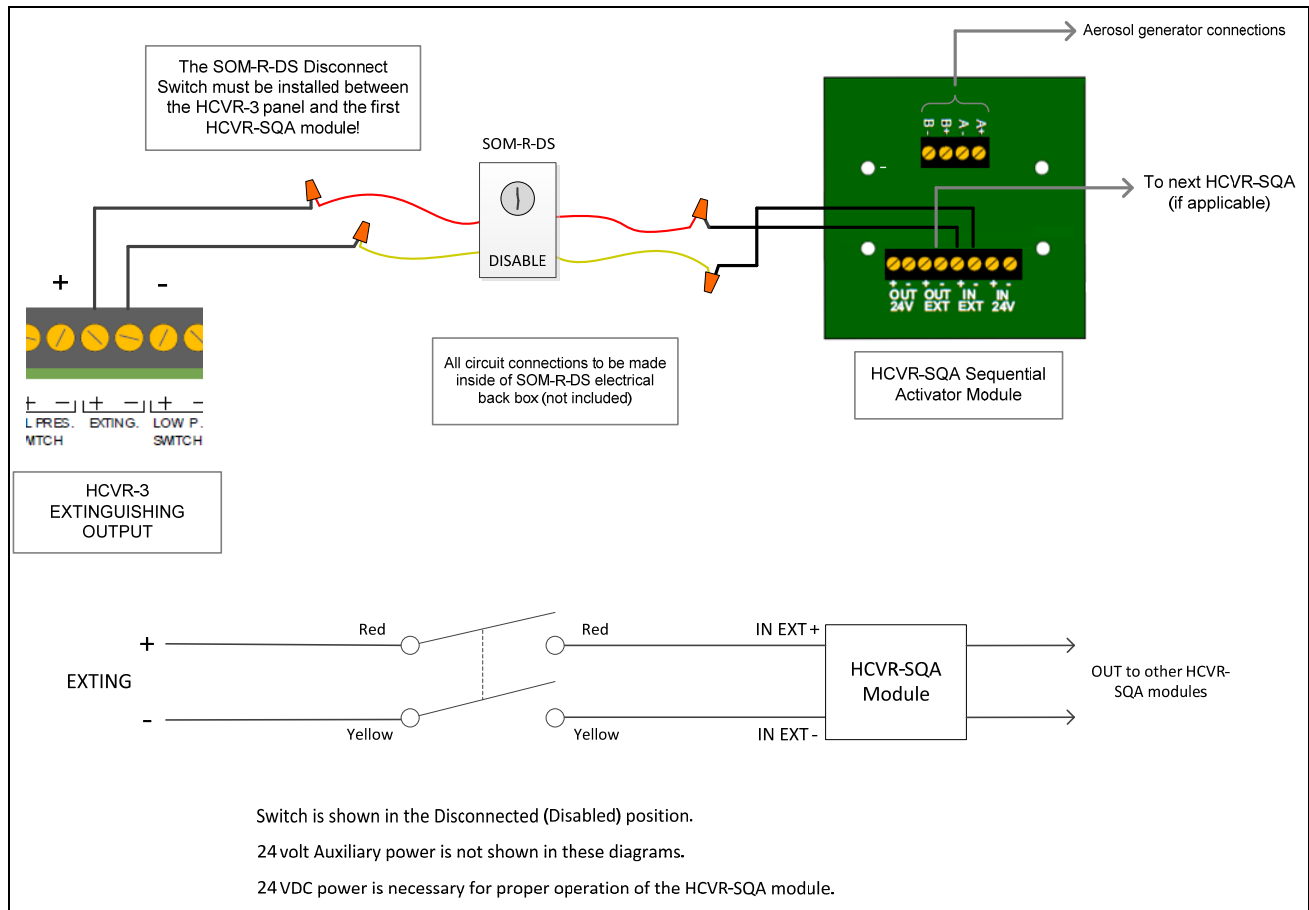 Aerosol generator connections
The SOM-R-DS Disconnect
Switch must be installed between
the HCVR-3 panel and the first
HCVR-SQA module!
SOM-R-DS
DISABLE
B- B+ A- A+
-
To next HCVR-SQA
(if applicable)
+ - + - + - + -
OUT OUT IN IN
24V EXT EXT 24V
HCVR-SQA Sequential
Activator Module
All circuit connections to be made
inside of SOM-R-DS electrical
back box (not included)
+ -
+ - + - + -
L PRES. EXTING. LOW P.
WITCH SWITCH
HCVR-3
EXTINGUISHING
OUTPUT
+ Red Red IN EXT +
EXTING
- Yellow Yellow IN EXT -
HCVR-SQA
Module
OUT to other HCVR-
SQA modules
Switch is shown in the Disconnected (Disabled) position.
24 volt Auxiliary power is not shown in these diagrams.
24 VDC power is necessary for proper operation of the HCVR-SQA module.